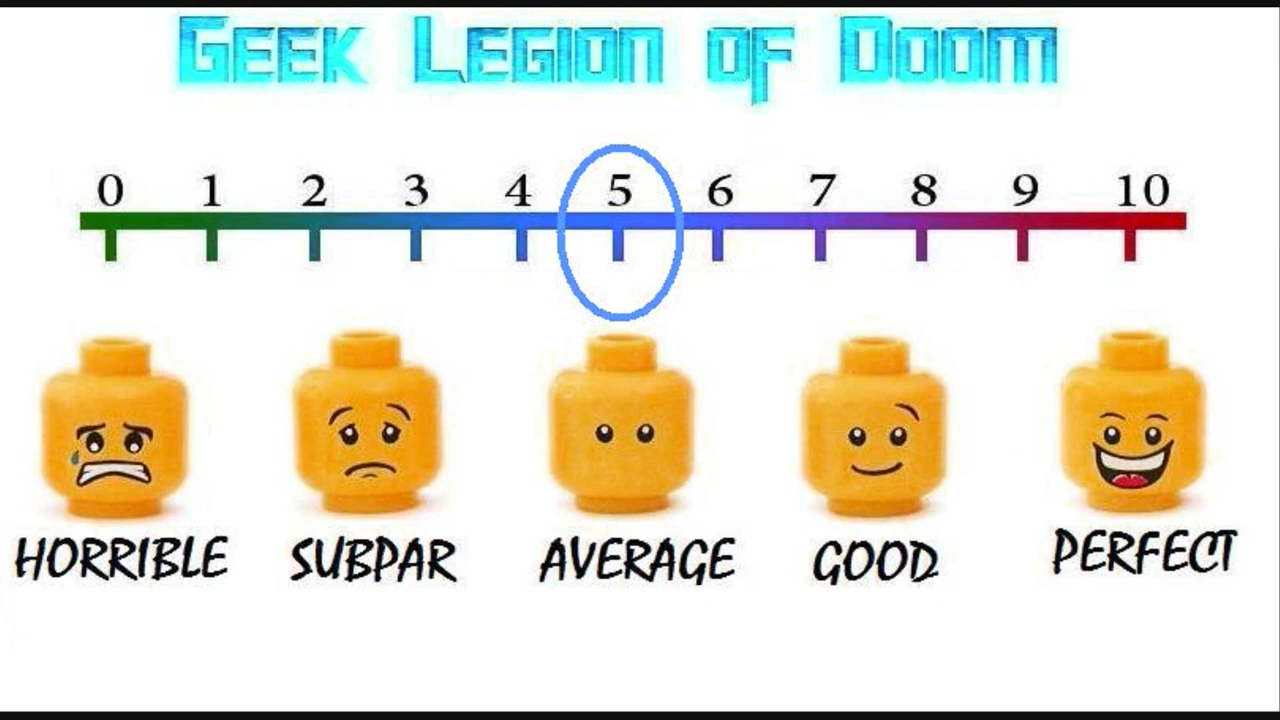 Geek Legion of Doom
0 1 2 3 4 5 6 7 8 9 10
HORRIBLE SUBPAR AVERAGE GOOD PERFECT